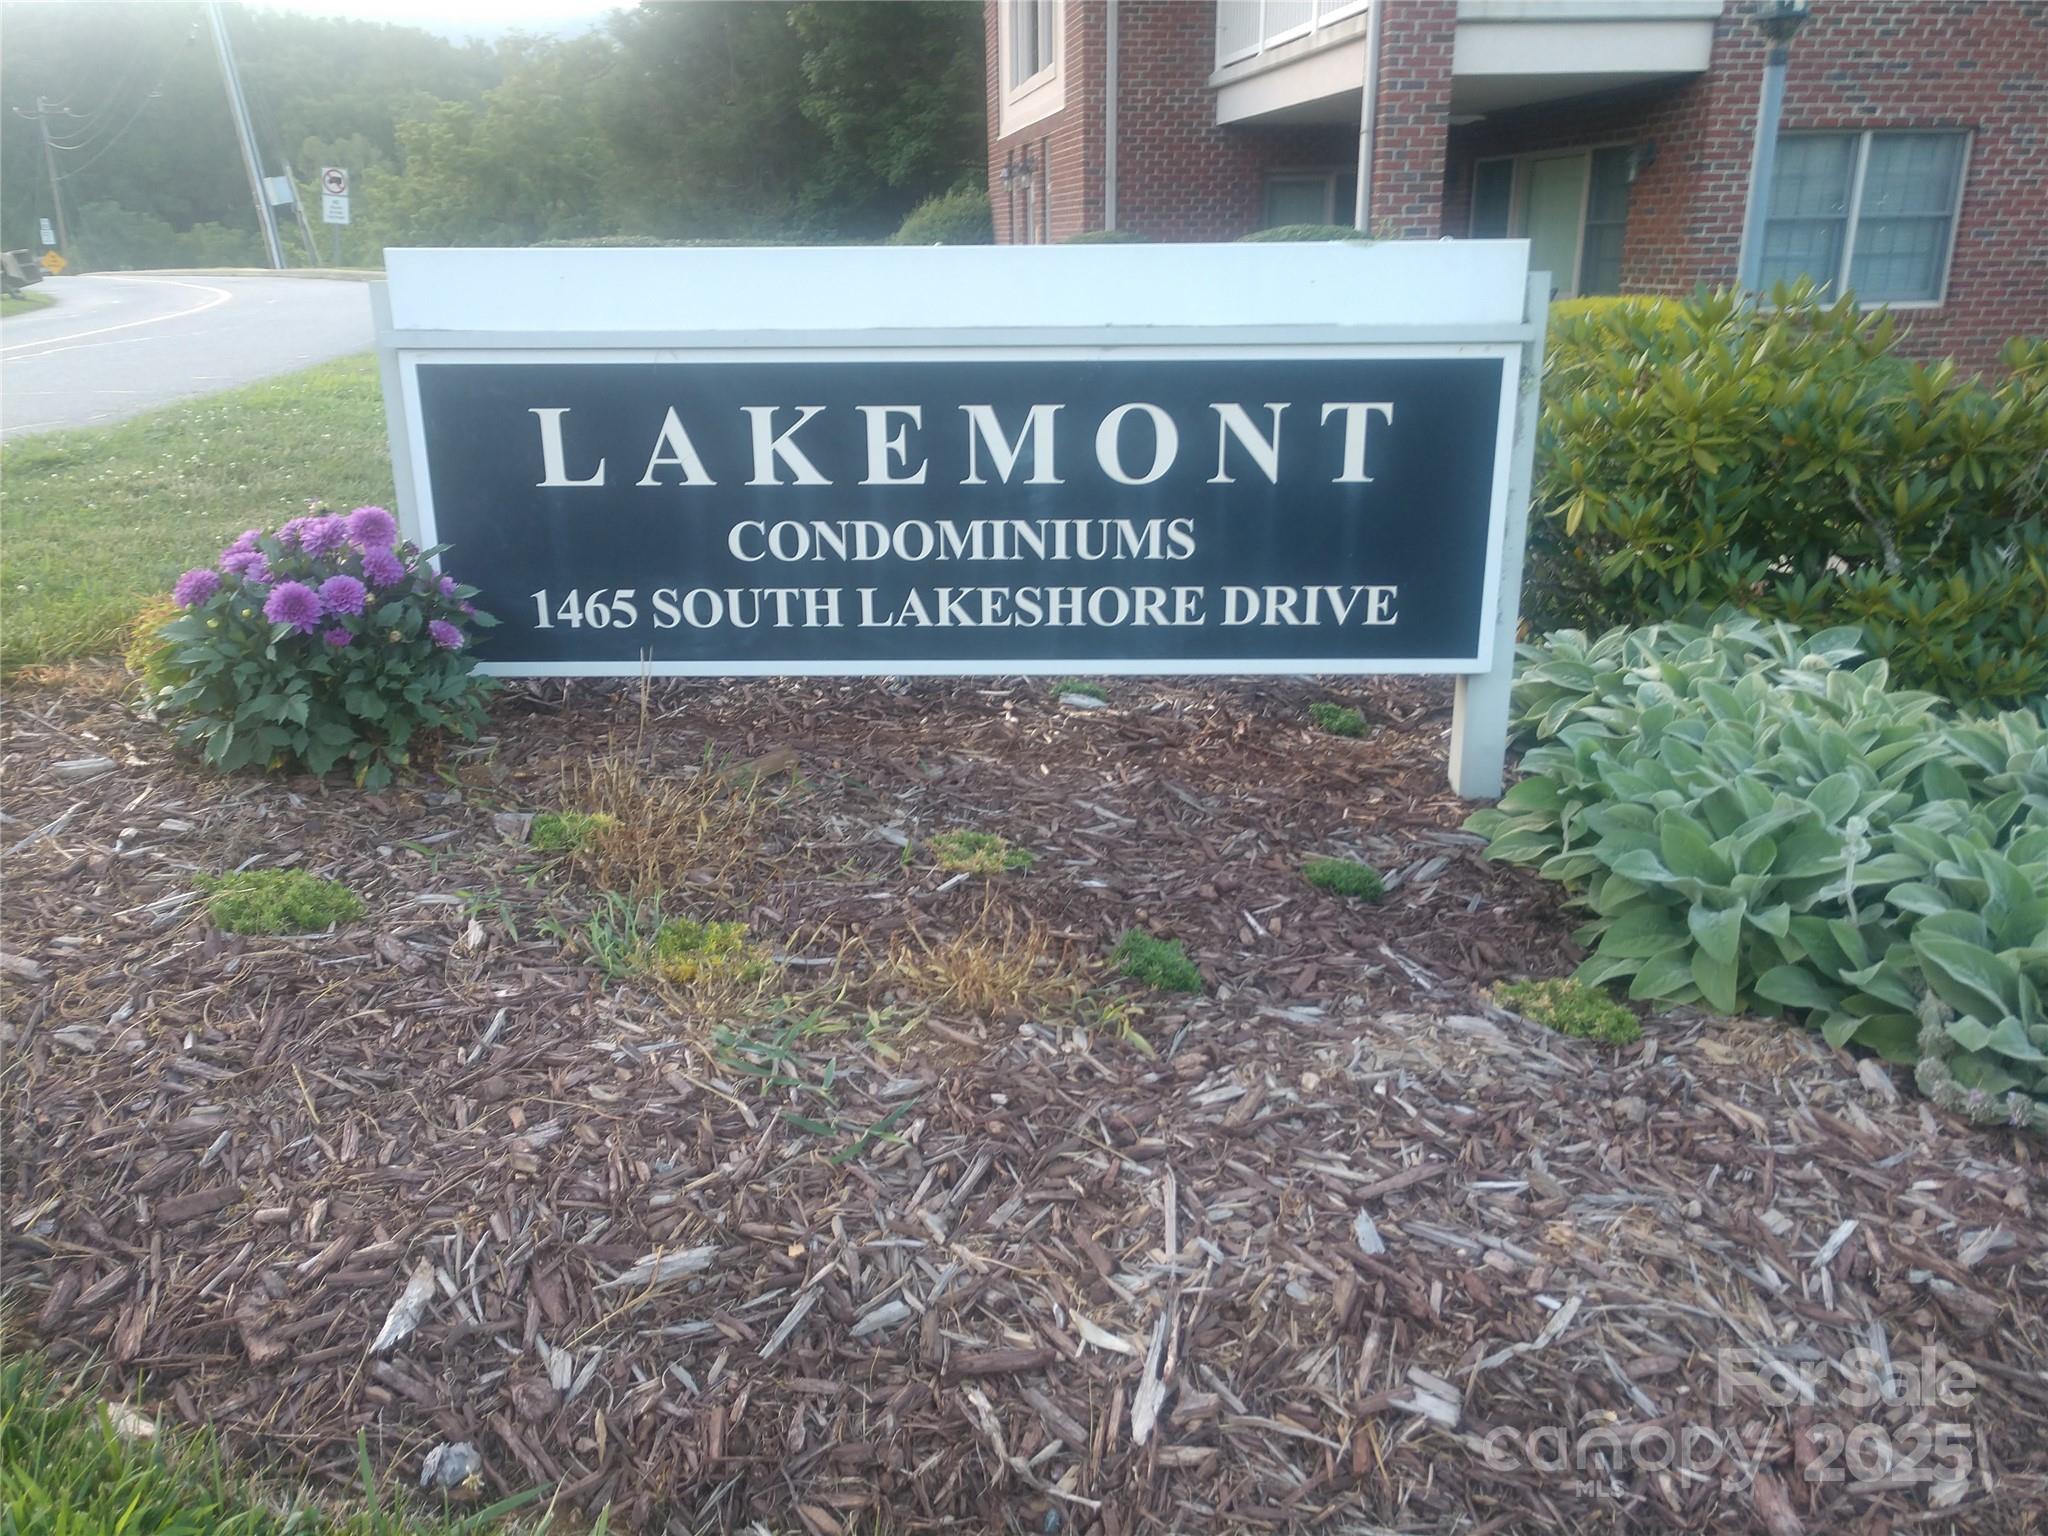 LAKEMONT
CONDOMINIUMS
1465 SOUTH LAKESHORE DRIVE
For Sale
canopy 2025
MLS